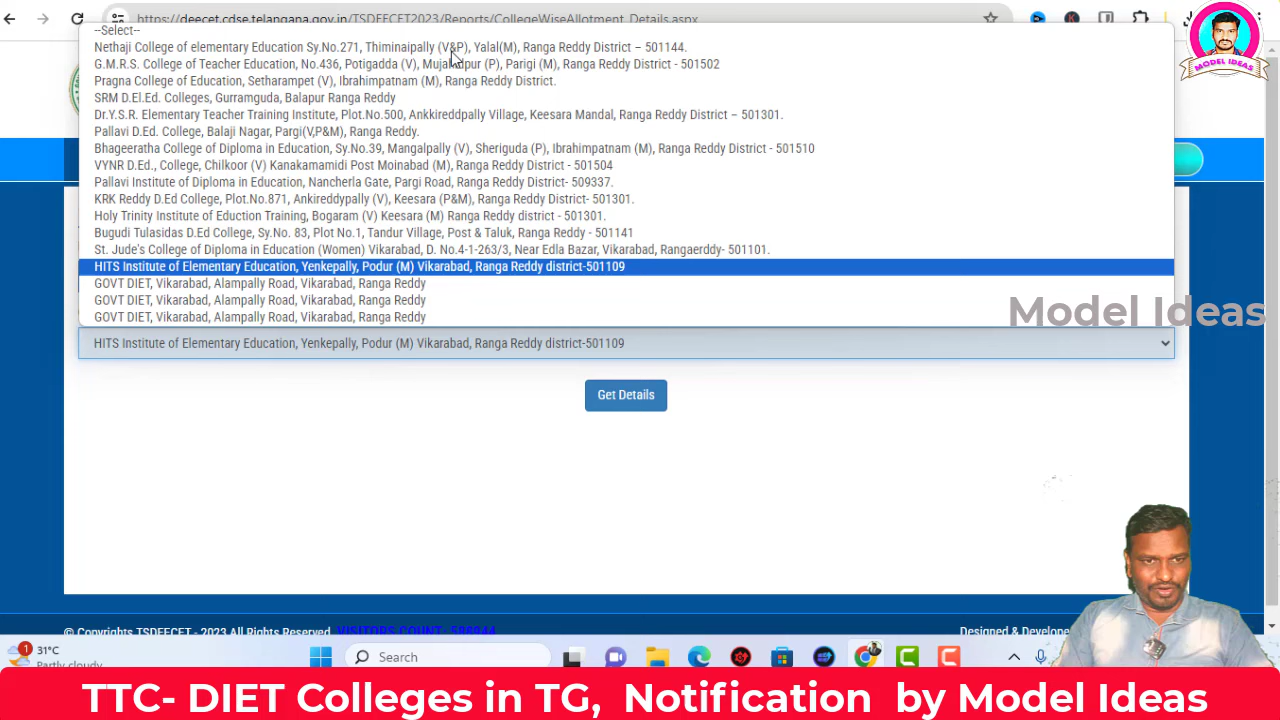 https://deecet.cdse.telangana.gov.in/TSDEECET2023/Reports/CollegeWiseAllotment_Details.aspx
--Select--
Nethaji College of elementary Education Sy.No.271, Thiminaipally (V&P), Yalal(M), Ranga Reddy District – 501144.
G.M.R.S. College of Teacher Education, No.436, Potigadda (V), Mujahidpur (P), Parigi (M), Ranga Reddy District - 501502
Pragna College of Education, Setharampet (V), Ibrahimpatnam (M), Ranga Reddy District.
SRM D.El.Ed. Colleges, Gurramguda, Balapur Ranga Reddy
Dr.Y.S.R. Elementary Teacher Training Institute, Plot.No.500, Ankkireddpally Village, Keesara Mandal, Ranga Reddy District – 501301.
Pallavi D.Ed. College, Balaji Nagar, Pargi(V,P&M), Ranga Reddy.
Bhageeratha College of Diploma in Education, Sy.No.39, Mangalpally (V), Sheriguda (P), Ibrahimpatnam (M), Ranga Reddy District - 501510
VYNR D.Ed., College, Chilkoor (V) Kanakamamidi Post Moinabad (M), Ranga Reddy District - 501504
Pallavi Institute of Diploma in Education, Nancherla Gate, Pargi Road, Ranga Reddy District- 509337.
KRK Reddy D.Ed College, Plot.No.871, Ankireddypally (V), Keesara (P&M), Ranga Reddy District - 501301.
Holy Trinity Institute of Eduction Training, Bogaram (V) Keesara (M) Ranga Reddy district - 501301.
Bugudi Tulasidas D.Ed College, Sy.No. 83, Plot No.1, Tandur Village, Post & Taluk, Ranga Reddy - 501141
St. Jude's College of Diploma in Education (Women) Vikarabad, D. No.4-1-263/3, Near Edla Bazar, Vikarabad, Rangaerddy- 501101.
HITS Institute of Elementary Education, Yenkepally, Podur (M) Vikarabad, Ranga Reddy district-501109
GOVT DIET, Vikarabad, Alampally Road, Vikarabad, Ranga Reddy
GOVT DIET, Vikarabad, Alampally Road, Vikarabad, Ranga Reddy
GOVT DIET, Vikarabad, Alampally Road, Vikarabad, Ranga Reddy
HITS Institute of Elementary Education, Yenkepally, Podur (M) Vikarabad, Ranga Reddy district-501109
Get Details
MODEL IDEAS
Model Ideas
© Copyrights TSDEECET - 2023 All Rights Reserved. VISITORS COUNT: 586944
Designed & Develope
1
31°C
Partly cloudy
Search
TTC- DIET Colleges in TG, Notification by Model Ideas